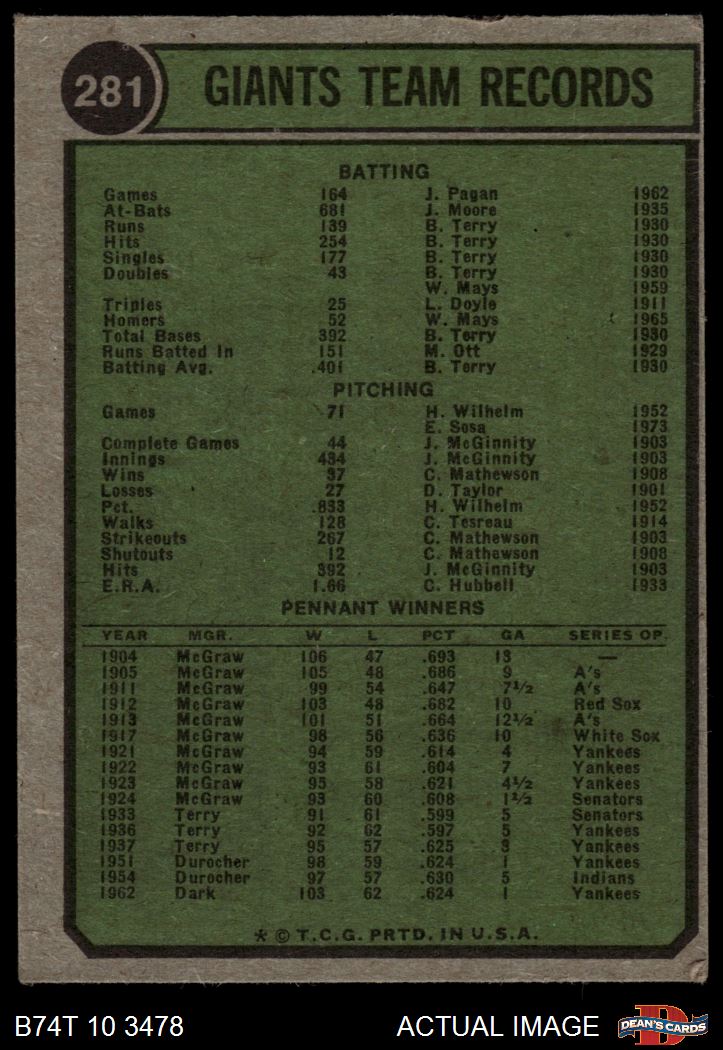 281 GIANTS TEAM RECORDS
BATTING
Games 164 J. Pagan 1962
At-Bats 681 J. Moore 1935
Runs 139 B. Terry 1930
Hits 254 B. Terry 1930
Singles 177 B. Terry 1930
Doubles 43 B. Terry 1930
W. Mays 1959
Triples 25 L. Doyle 1911
Homers 52 W. Mays 1965
Total Bases 392 B. Terry 1930
Runs Batted In 151 M. Ott 1929
Batting Avg. .401 B. Terry 1930
PITCHING
Games 71 H. Wilhelm 1952
E. Sosa 1973
Complete Games 44 J. McGinnity 1903
Innings 434 J. McGinnity 1903
Wins 37 C. Mathewson 1908
Losses 27 D. Taylor 1901
Pct. .833 H. Wilhelm 1952
Walks 128 C. Tesreau 1914
Strikeouts 267 C. Mathewson 1903
Shutouts 12 C. Mathewson 1908
Hits 392 J. McGinnity 1903
E.R.A. 1.66 C. Hubbell 1933
PENNANT WINNERS
YEAR MGR. W L PCT GA SERIES OP.
1904 McGraw 106 47 .693 13 —
1905 McGraw 105 48 .686 9 A's
1911 McGraw 99 54 .647 7½ A's
1912 McGraw 103 48 .682 10 Red Sox
1913 McGraw 101 51 .664 12½ A's
1917 McGraw 98 56 .636 10 White Sox
1921 McGraw 94 59 .614 4 Yankees
1922 McGraw 93 61 .604 7 Yankees
1923 McGraw 95 58 .621 4½ Yankees
1924 McGraw 93 60 .608 1½ Senators
1933 Terry 91 61 .599 5 Senators
1936 Terry 92 62 .597 5 Yankees
1937 Terry 95 57 .625 3 Yankees
1951 Durocher 98 59 .624 1 Yankees
1954 Durocher 97 57 .630 5 Indians
1962 Dark 103 62 .624 1 Yankees
* © T.C.G. PRTD. IN U.S.A.
B74T 10 3478 ACTUAL IMAGE D DEAN'S CARDS